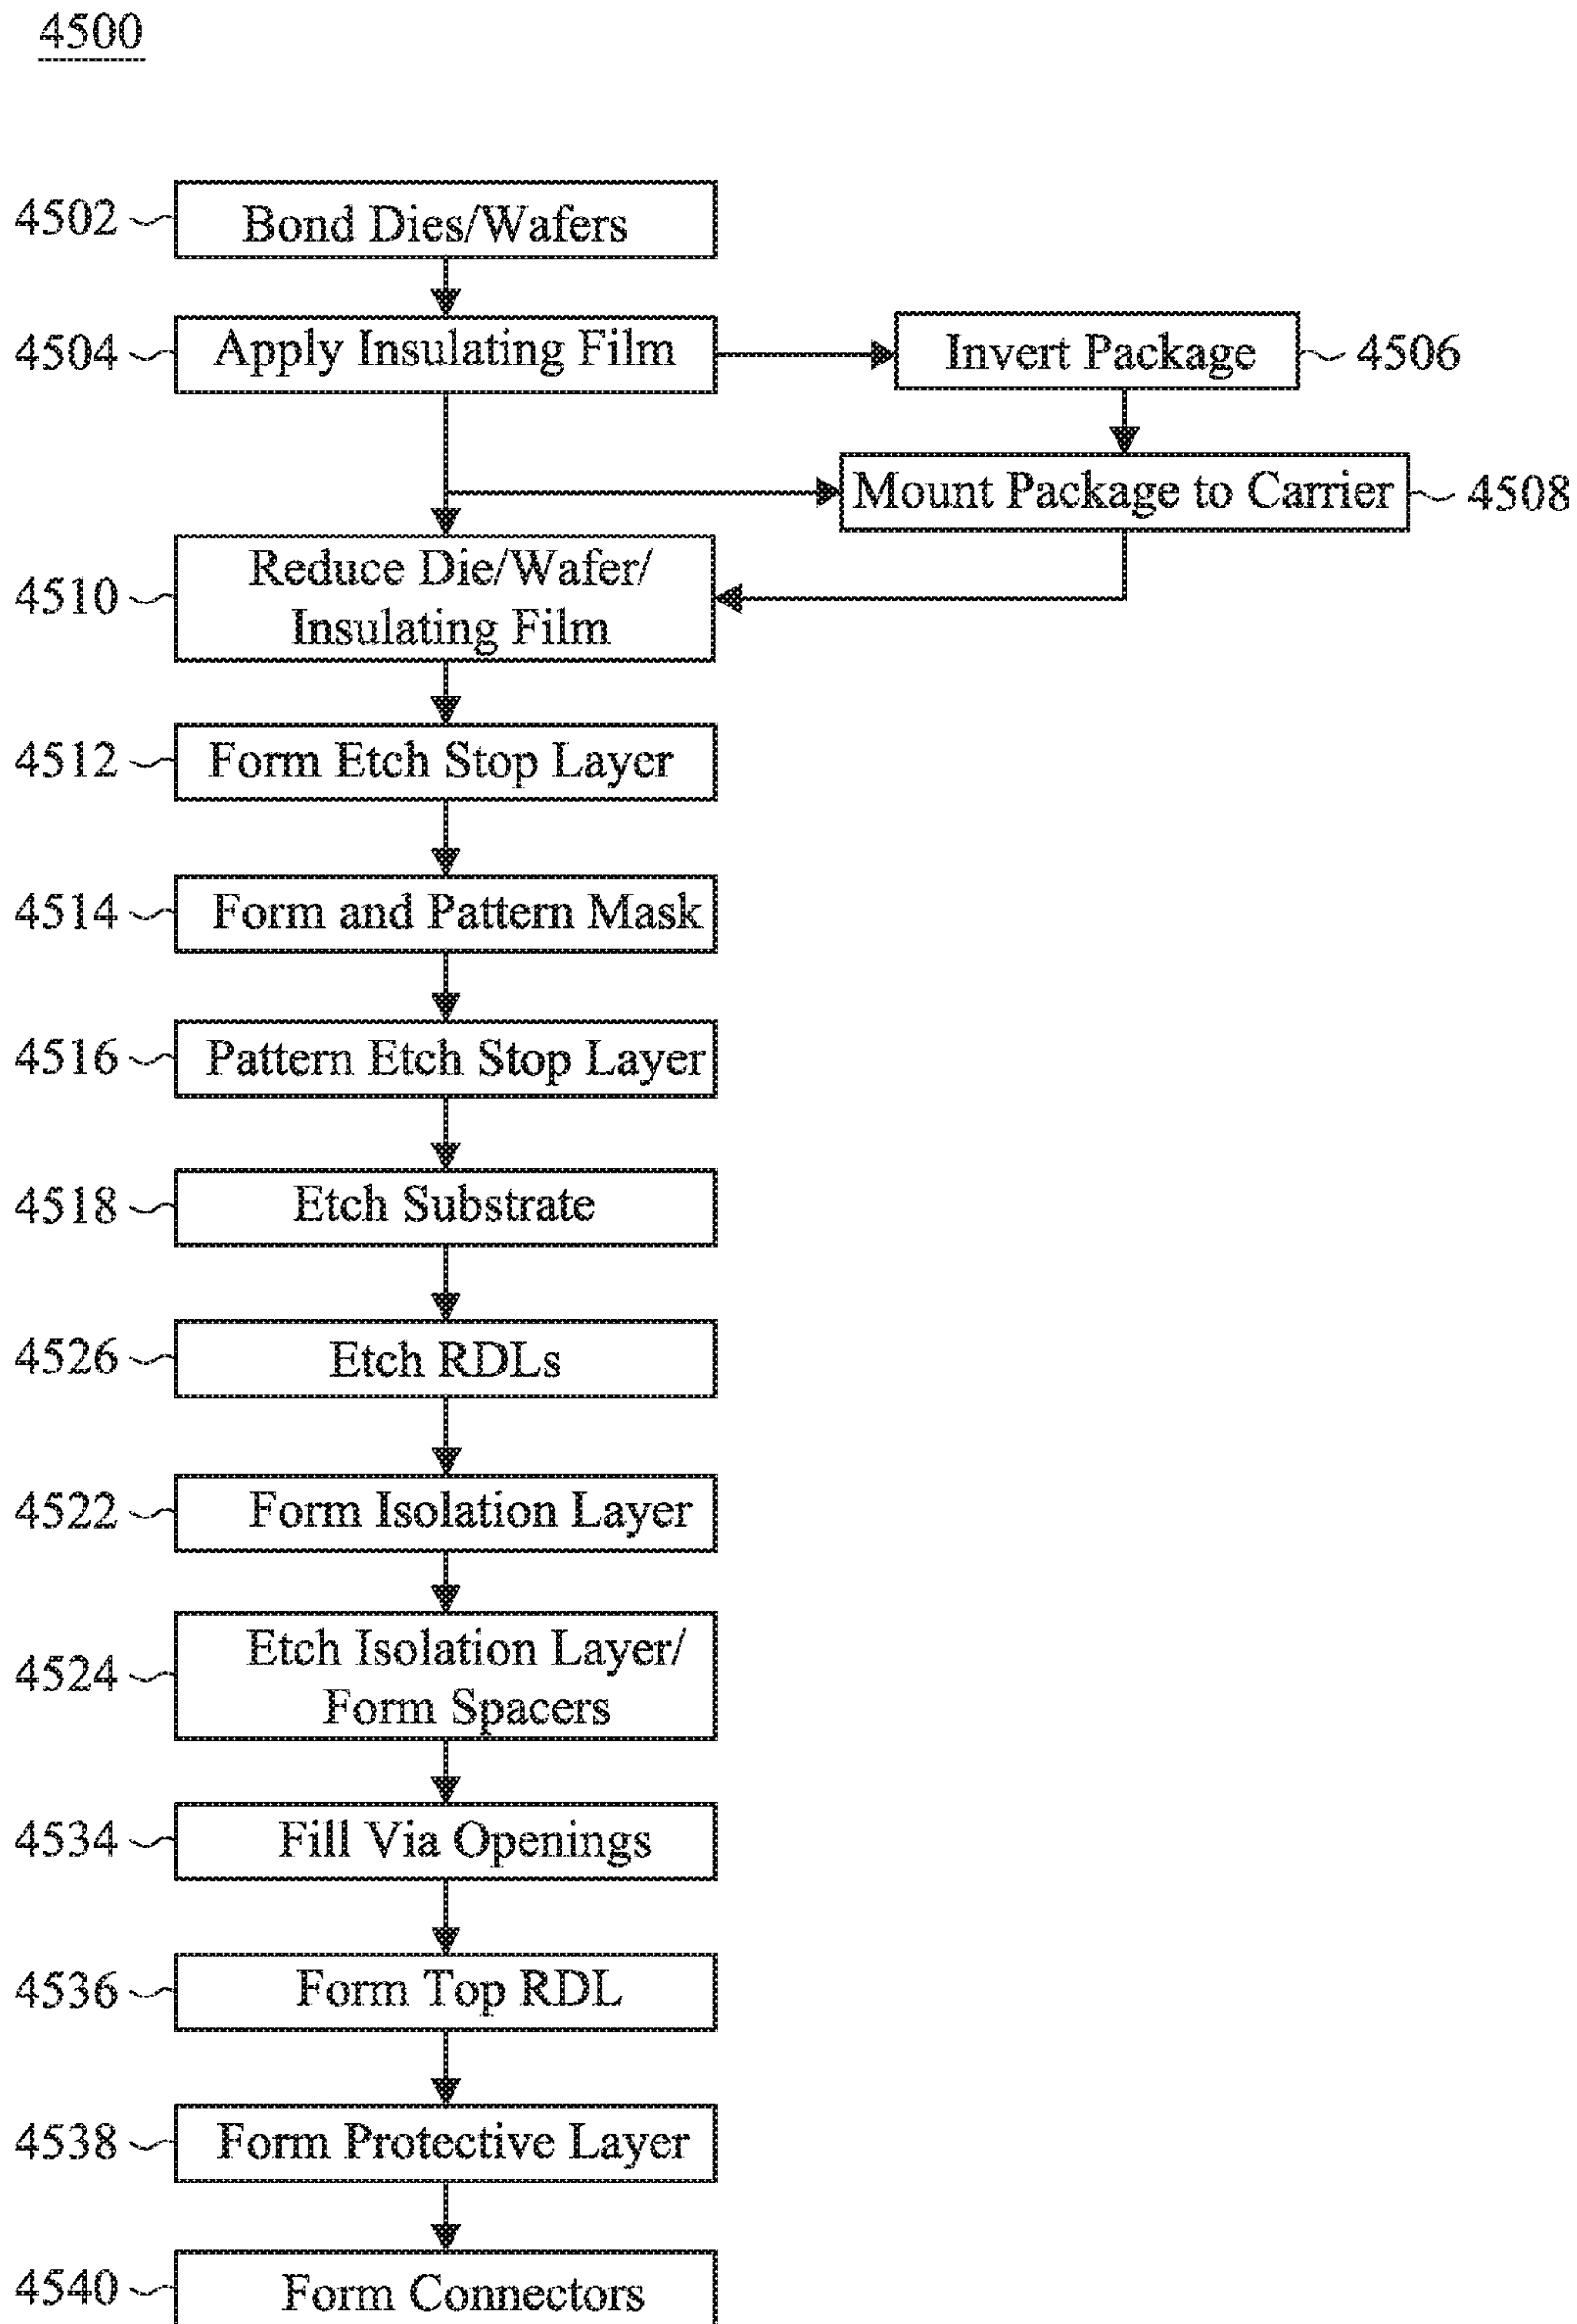 4500
4502
Bond Dies/Wafers
4504
Apply Insulating Film
Invert Package
4506
Mount Package to Carrier
4508
4510
Reduce Die/Wafer/
Insulating Film
4512
Form Etch Stop Layer
4514
Form and Pattern Mask
4516
Pattern Etch Stop Layer
4518
Etch Substrate
4526
Etch RDLs
4522
Form Isolation Layer
4524
Etch Isolation Layer/
Form Spacers
4534
Fill Via Openings
4536
Form Top RDL
4538
Form Protective Layer
4540
Form Connectors